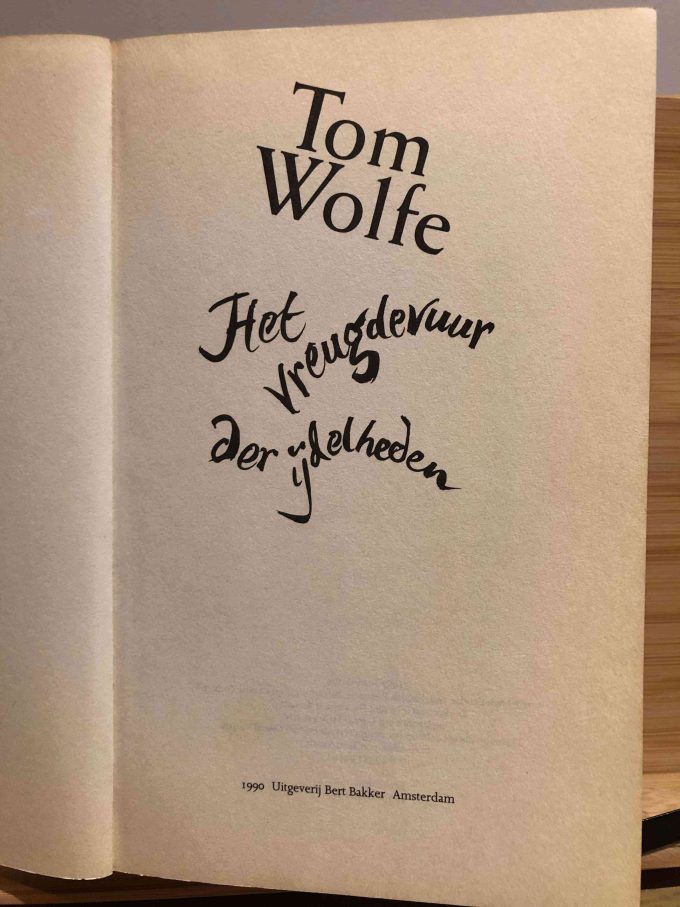 Tom
Wolfe
Het vreugdevuur
der ijdelheden
1990 Uitgeverij Bert Bakker Amsterdam